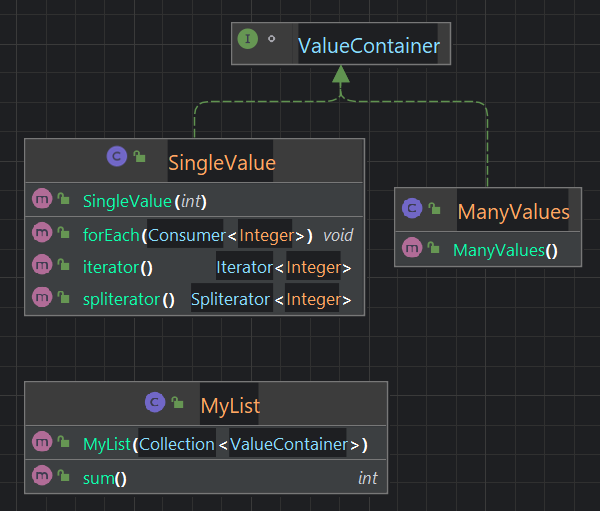 ValueContainer
SingleValue
SingleValue(int)
forEach(Consumer<Integer>) void
iterator() Iterator<Integer>
spliterator() Spliterator<Integer>
ManyValues
ManyValues()
MyList
MyList(Collection<ValueContainer>)
sum() int